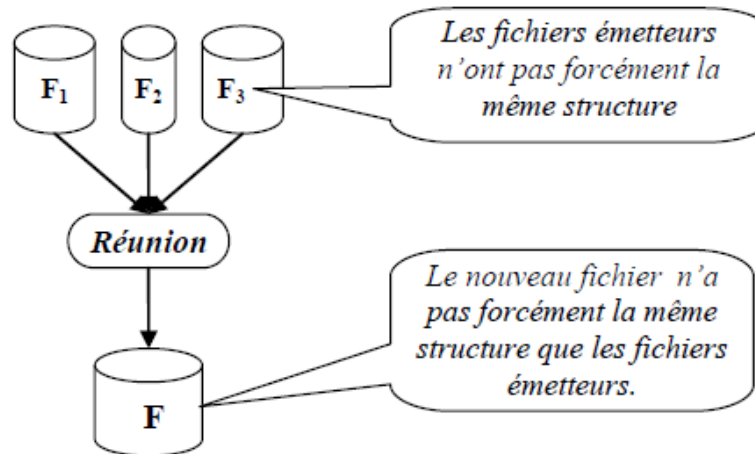 F₁ F₂ F₃
Les fichiers émetteurs
n’ont pas forcément la
même structure
Réunion
Le nouveau fichier n’a
pas forcément la même
structure que les fichiers
émetteurs.
F